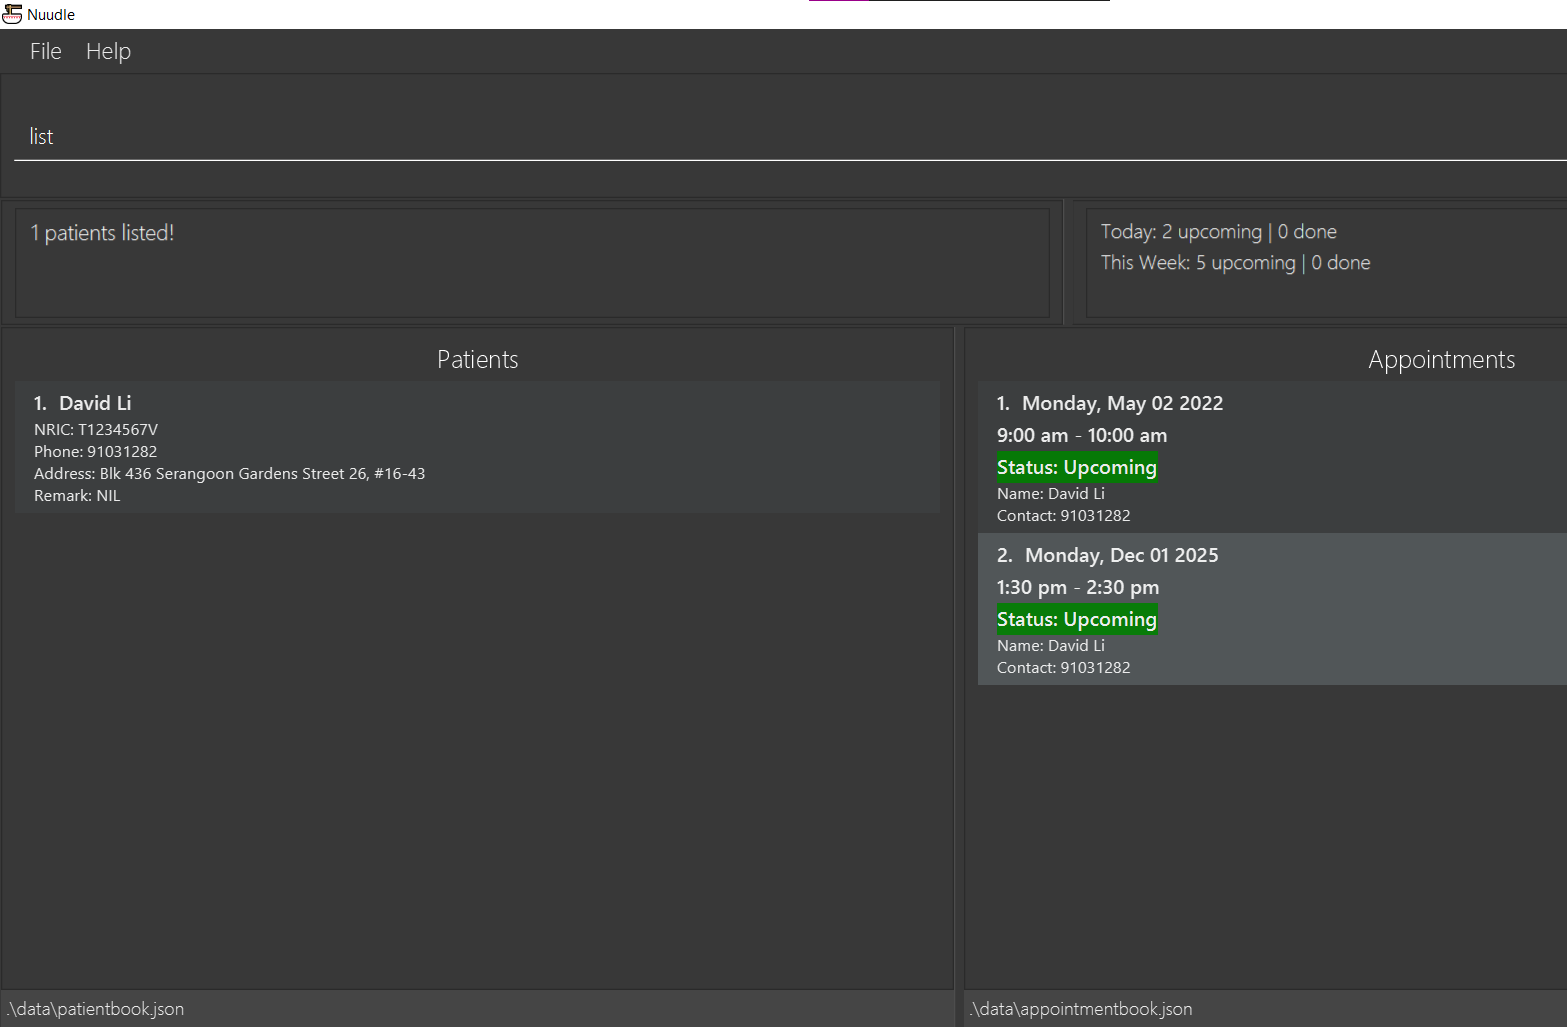 Nuudle
File Help
list
1 patients listed!
Today: 2 upcoming | 0 done
This Week: 5 upcoming | 0 done
Patients
1. David Li
NRIC: T1234567V
Phone: 91031282
Address: Blk 436 Serangoon Gardens Street 26, #16-43
Remark: NIL
Appointments
1. Monday, May 02 2022
9:00 am - 10:00 am
Status: Upcoming
Name: David Li
Contact: 91031282
2. Monday, Dec 01 2025
1:30 pm - 2:30 pm
Status: Upcoming
Name: David Li
Contact: 91031282
.\data\patientbook.json
.\data\appointmentbook.json